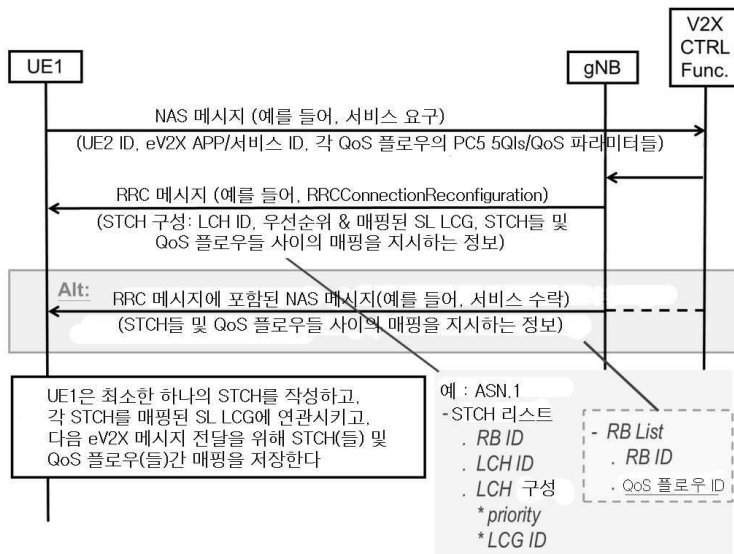 V2X
CTRL
Func.
UE1
gNB
NAS 메시지 (예를 들어, 서비스 요구)
(UE2 ID, eV2X APP/서비스 ID, 각 QoS 플로우의 PC5 5QIs/QoS 파라미터들)
RRC 메시지 (예를 들어, RRCConnectionReconfiguration)
(STCH 구성: LCH ID, 우선순위 & 매핑된 SL LCG, STCH들 및
QoS 플로우들 사이의 매핑을 지시하는 정보)
Alt:
RRC 메시지에 포함된 NAS 메시지(예를 들어, 서비스 수락)
(STCH들 및 QoS 플로우들 사이의 매핑을 지시하는 정보)
UE1은 최소한 하나의 STCH를 작성하고,
각 STCH를 매핑된 SL LCG에 연관시키고,
다음 eV2X 메시지 전달을 위해 STCH(들) 및
QoS 플로우(들)간 매핑을 저장한다
예 : ASN.1
-STCH 리스트
. RB ID
. LCH ID
. LCH 구성
* priority
* LCG ID
- RB List
. RB ID
. QoS 플로우 ID